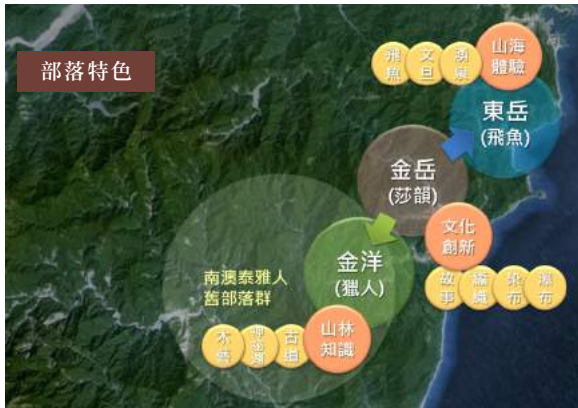 部落特色
飛魚
文旦
湧泉
山海
體驗
東岳
(飛魚)
金岳
(莎韻)
文化
創新
故事
編織
染布
瀑布
金洋
(獵人)
南澳泰雅人
舊部落群
古道
山林
知識